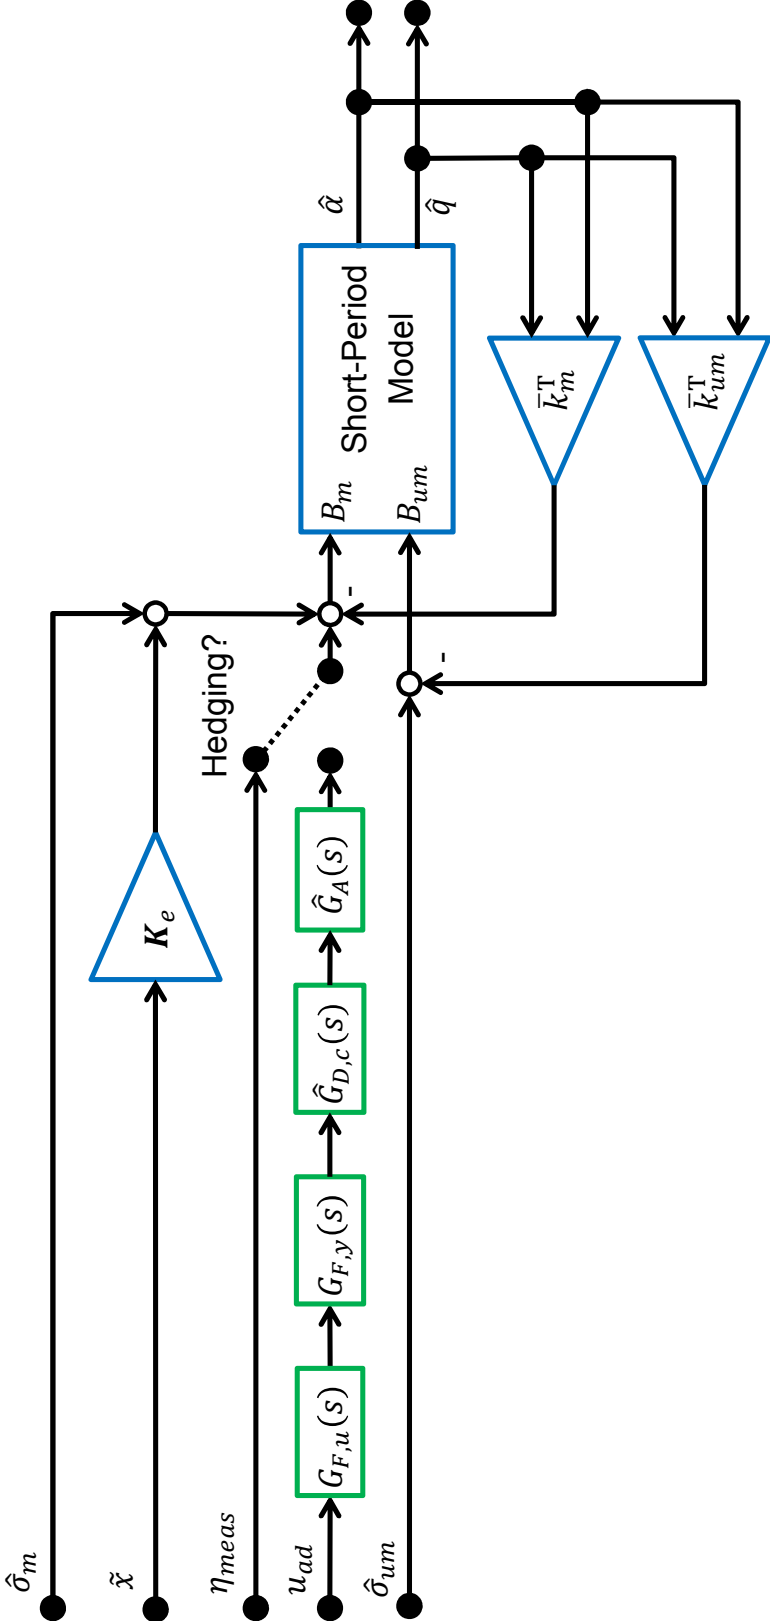 σ̂_m
x̃
K_e
η_meas
Hedging?
u_ad
G_F,u(s)
G_F,y(s)
Ĝ_D,c(s)
Ĝ_A(s)
σ̂_um
-
-
B_m
B_um
Short-Period
Model
α̂
q̂
k̄_m^T
k̄_um^T